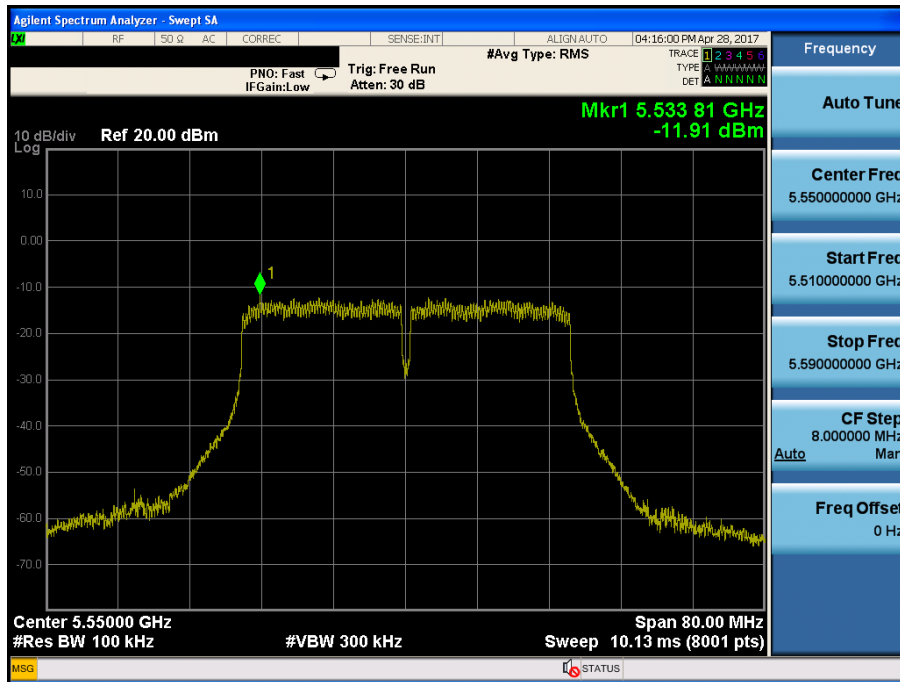 Agilent Spectrum Analyzer - Swept SA
LXI RF 50 Ω AC CORREC SENSE:INT ALIGN AUTO 04:16:00 PM Apr 28, 2017
#Avg Type: RMS TRACE 1 2 3 4 5 6
TYPE A WWWWW
DET A N N N N N
PNO: Fast Trig: Free Run
IFGain:Low Atten: 30 dB
Mkr1 5.533 81 GHz
-11.91 dBm
10 dB/div Ref 20.00 dBm
Log
10.0
0.00
-10.0
-20.0
-30.0
-40.0
-50.0
-60.0
-70.0
1
Center 5.55000 GHz Span 80.00 MHz
#Res BW 100 kHz #VBW 300 kHz Sweep 10.13 ms (8001 pts)
MSG STATUS
Frequency
Auto Tune
Center Freq
5.550000000 GHz
Start Freq
5.510000000 GHz
Stop Freq
5.590000000 GHz
CF Step
8.000000 MHz
Auto Man
Freq Offset
0 Hz